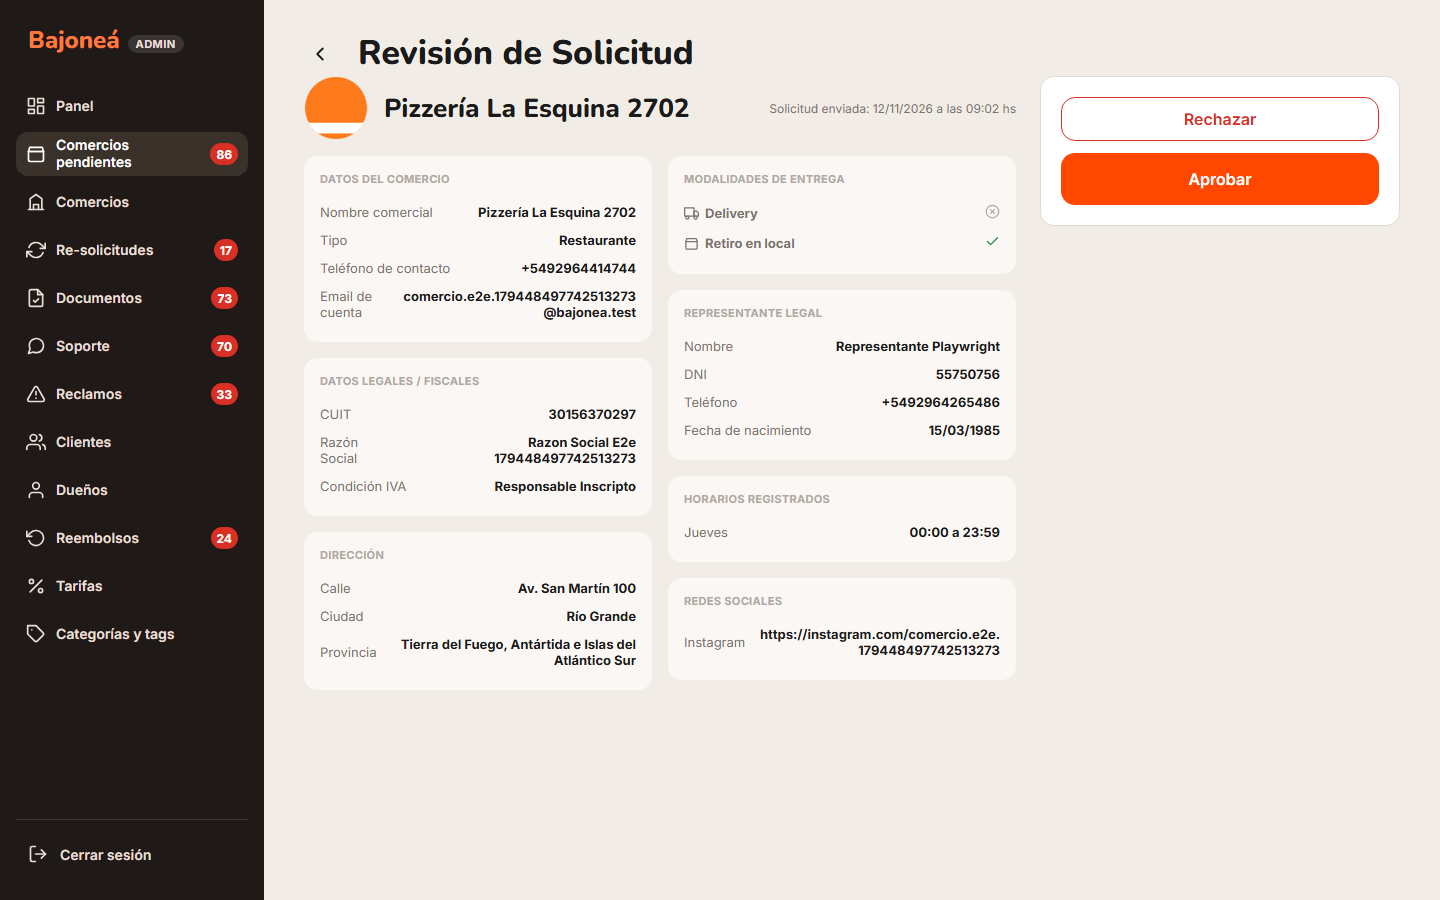 Bajoneá
ADMIN
Panel
Comercios
pendientes
86
Comercios
Re-solicitudes
17
Documentos
73
Soporte
70
Reclamos
33
Clientes
Dueños
Reembolsos
24
Tarifas
Categorías y tags
Cerrar sesión
Revisión de Solicitud
Pizzería La Esquina 2702
Solicitud enviada: 12/11/2026 a las 09:02 hs
DATOS DEL COMERCIO
Nombre comercial
Pizzería La Esquina 2702
Tipo
Restaurante
Teléfono de contacto
+5492964414744
Email de
cuenta
comercio.e2e.179448497742513273
@bajonea.test
DATOS LEGALES / FISCALES
CUIT
30156370297
Razón
Social
Razon Social E2e
179448497742513273
Condición IVA
Responsable Inscripto
DIRECCIÓN
Calle
Av. San Martín 100
Ciudad
Río Grande
Provincia
Tierra del Fuego, Antártida e Islas del
Atlántico Sur
MODALIDADES DE ENTREGA
Delivery
Retiro en local
REPRESENTANTE LEGAL
Nombre
Representante Playwright
DNI
55750756
Teléfono
+5492964265486
Fecha de nacimiento
15/03/1985
HORARIOS REGISTRADOS
Jueves
00:00 a 23:59
REDES SOCIALES
Instagram
https://instagram.com/comercio.e2e.
179448497742513273
Rechazar
Aprobar